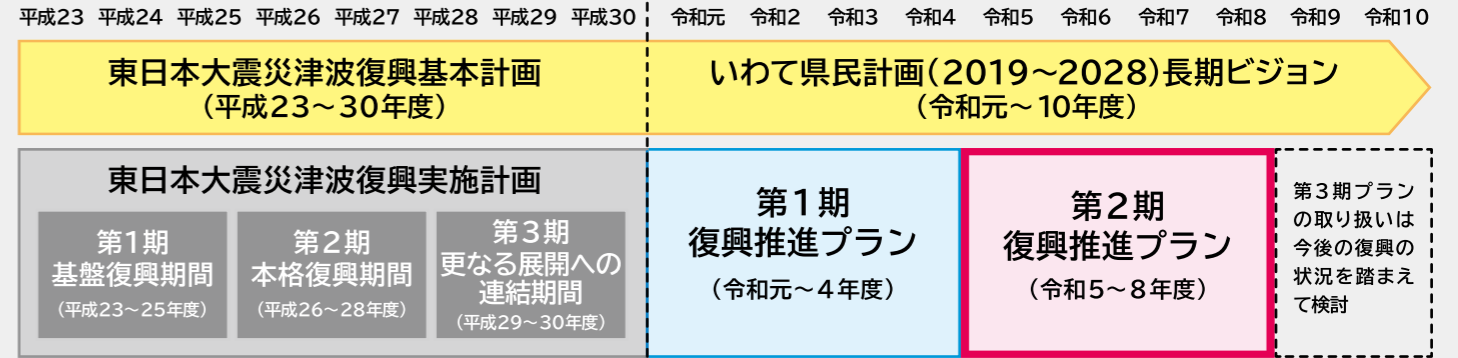 平成23 平成24 平成25 平成26 平成27 平成28 平成29 平成30 令和元 令和2 令和3 令和4 令和5 令和6 令和7 令和8 令和9 令和10
東日本大震災津波復興基本計画
（平成23～30年度）
いわて県民計画（2019～2028）長期ビジョン
（令和元～10年度）
東日本大震災津波復興実施計画
第1期
基盤復興期間
（平成23～25年度）
第2期
本格復興期間
（平成26～28年度）
第3期
更なる展開への
連結期間
（平成29～30年度）
第1期
復興推進プラン
（令和元～4年度）
第2期
復興推進プラン
（令和5～8年度）
第3期プラン
の取り扱いは
今後の復興の
状況を踏まえ
て検討